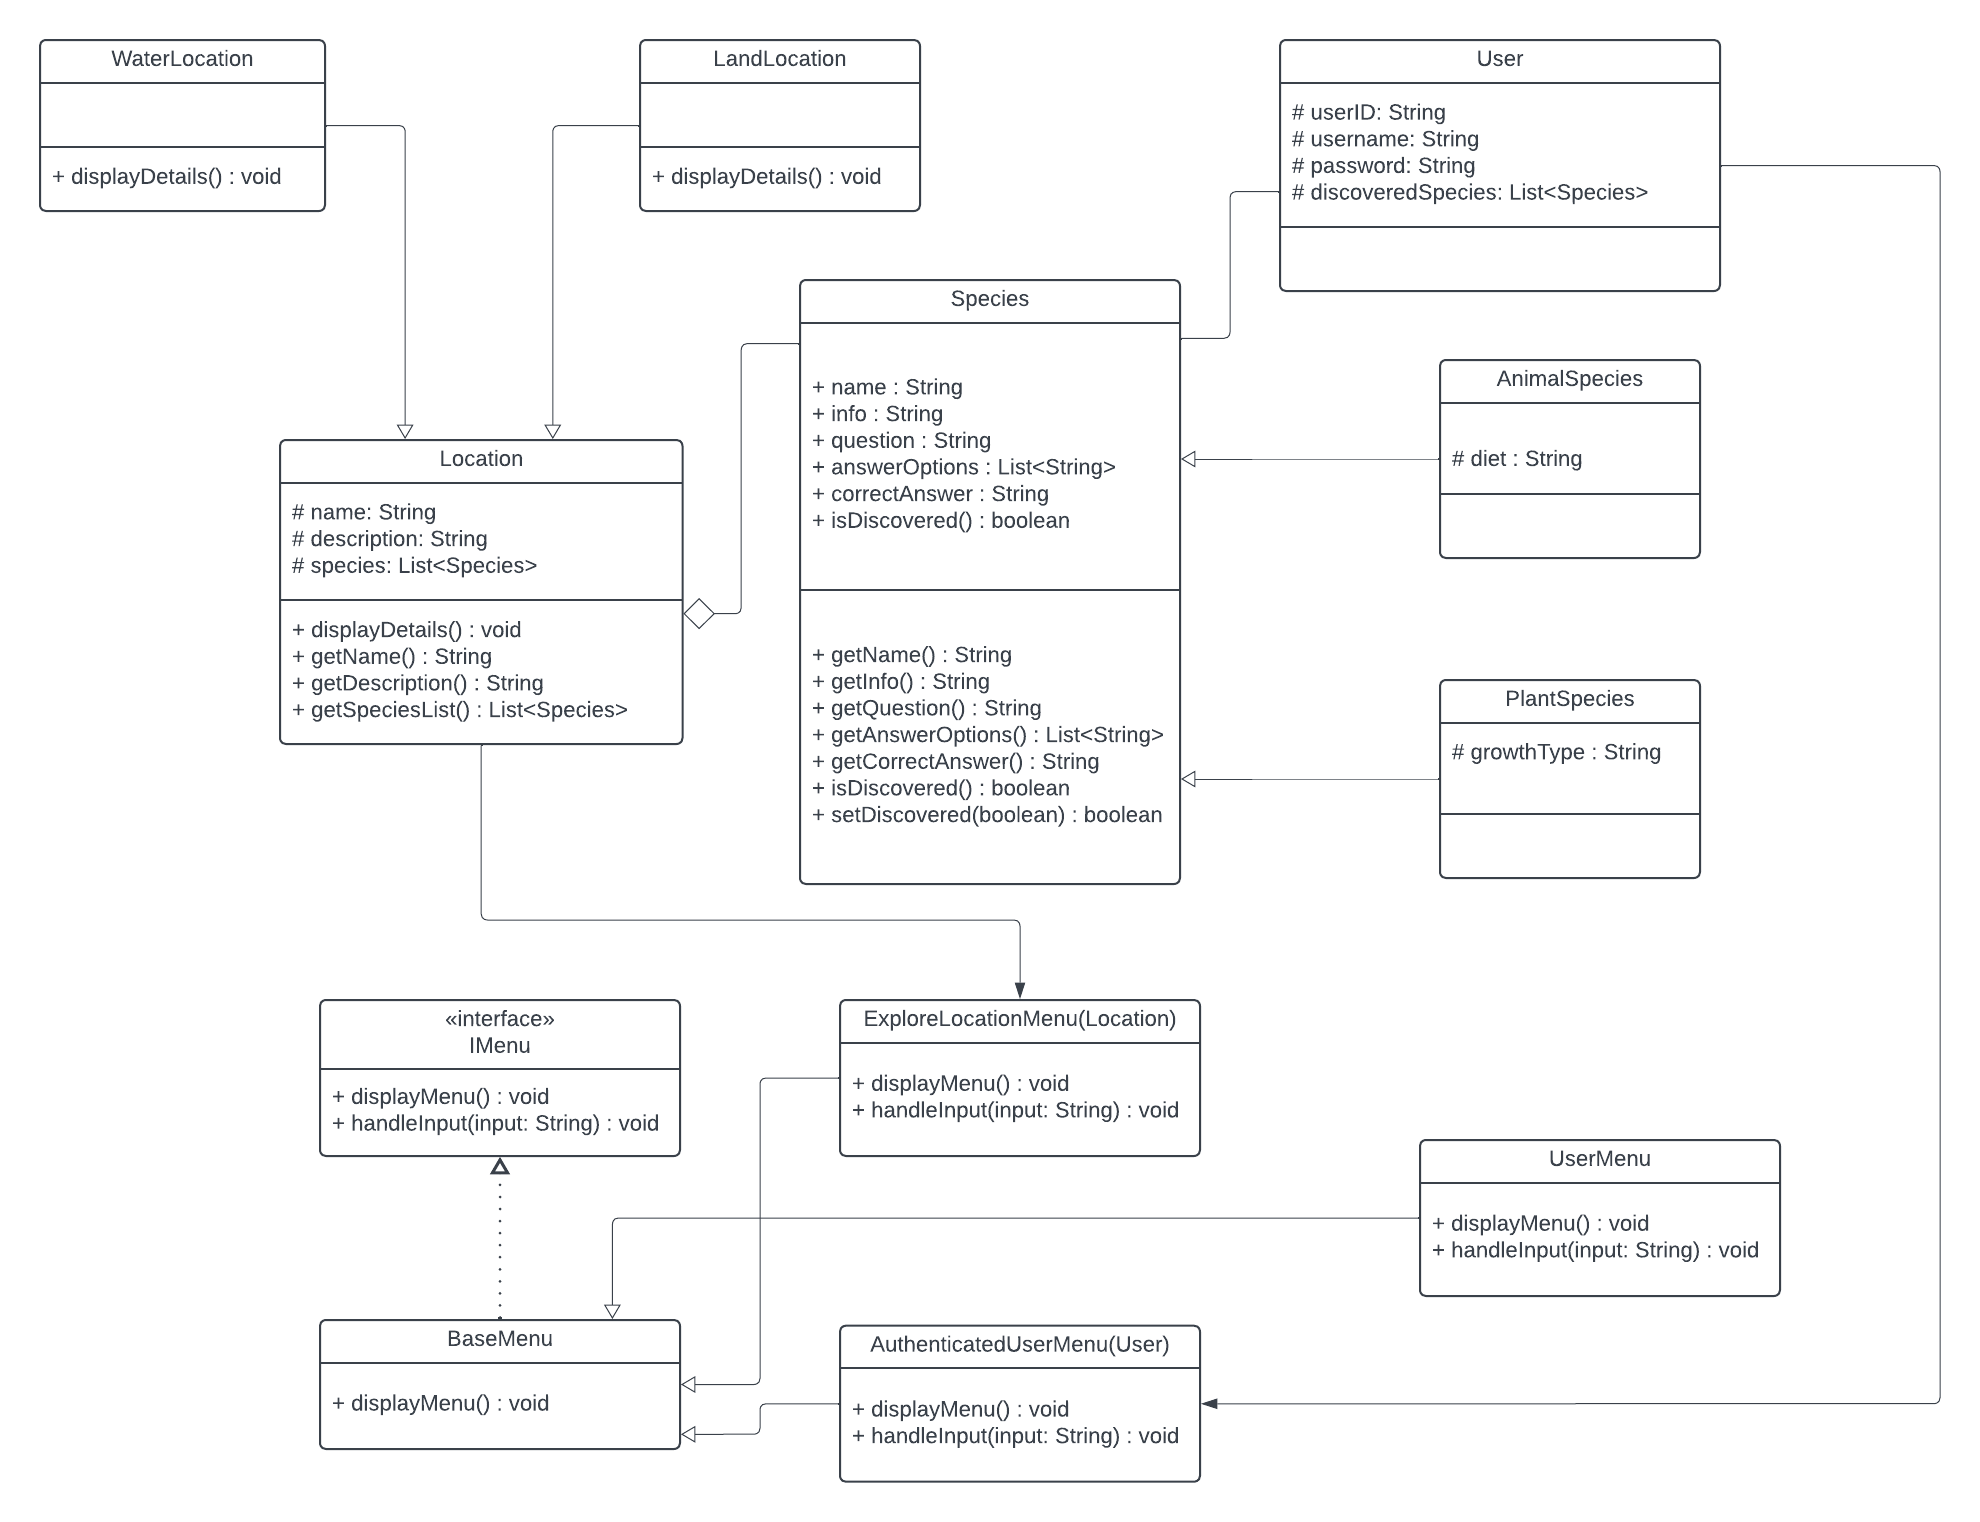 WaterLocation
+ displayDetails() : void
LandLocation
+ displayDetails() : void
User
# userID: String
# username: String
# password: String
# discoveredSpecies: List<Species>
Species
+ name : String
+ info : String
+ question : String
+ answerOptions : List<String>
+ correctAnswer : String
+ isDiscovered() : boolean
+ getName() : String
+ getInfo() : String
+ getQuestion() : String
+ getAnswerOptions() : List<String>
+ getCorrectAnswer() : String
+ isDiscovered() : boolean
+ setDiscovered(boolean) : boolean
AnimalSpecies
# diet : String
Location
# name: String
# description: String
# species: List<Species>
+ displayDetails() : void
+ getName() : String
+ getDescription() : String
+ getSpeciesList() : List<Species>
PlantSpecies
# growthType : String
«interface»
IMenu
+ displayMenu() : void
+ handleInput(input: String) : void
ExploreLocationMenu(Location)
+ displayMenu() : void
+ handleInput(input: String) : void
UserMenu
+ displayMenu() : void
+ handleInput(input: String) : void
BaseMenu
+ displayMenu() : void
AuthenticatedUserMenu(User)
+ displayMenu() : void
+ handleInput(input: String) : void